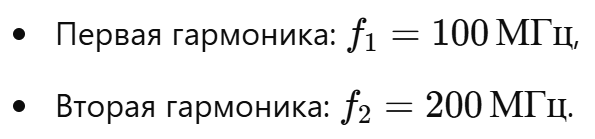 • Первая гармоника: f₁ = 100 МГц,
• Вторая гармоника: f₂ = 200 МГц.